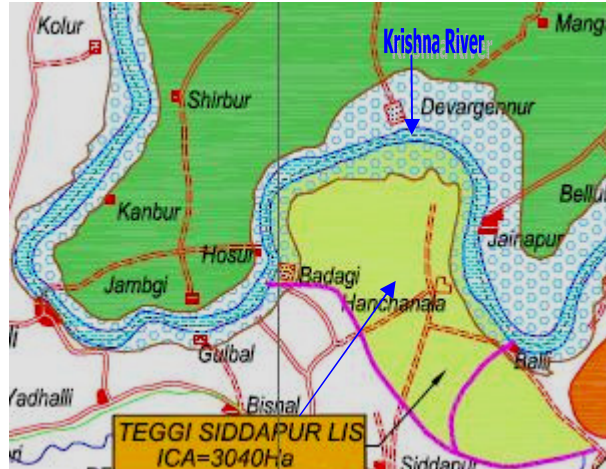 Kolur
Mang
Krishna River
Shirbur
Devargennur
Kanbur
Bellu
Jainapur
Hosur
Jambgi
Badagi
Hanchanala
Gulbal
Balli
Yadhalli
Bisnal
TEGGI SIDDAPUR LIS
ICA=3040Ha
Siddapur